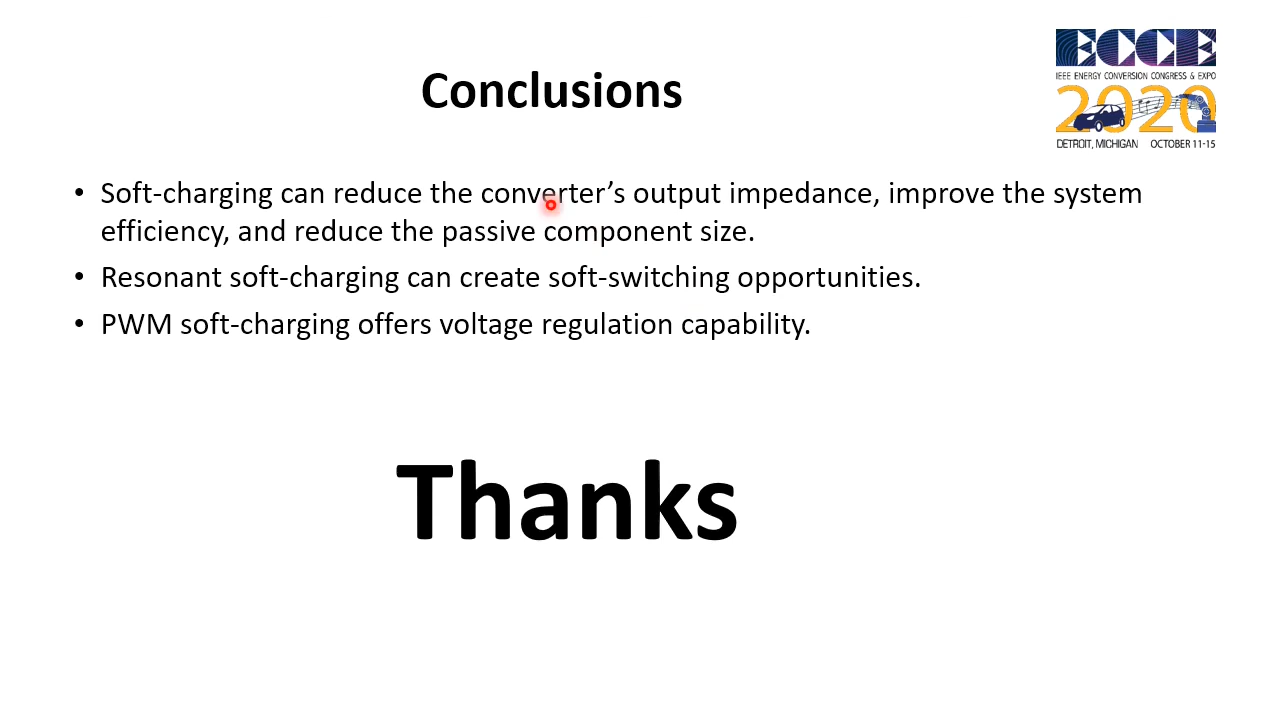 Conclusions
ECCE
IEEE ENERGY CONVERSION CONGRESS & EXPO
2020
DETROIT, MICHIGAN OCTOBER 11-15
• Soft-charging can reduce the converter’s output impedance, improve the system
efficiency, and reduce the passive component size.
• Resonant soft-charging can create soft-switching opportunities.
• PWM soft-charging offers voltage regulation capability.
Thanks